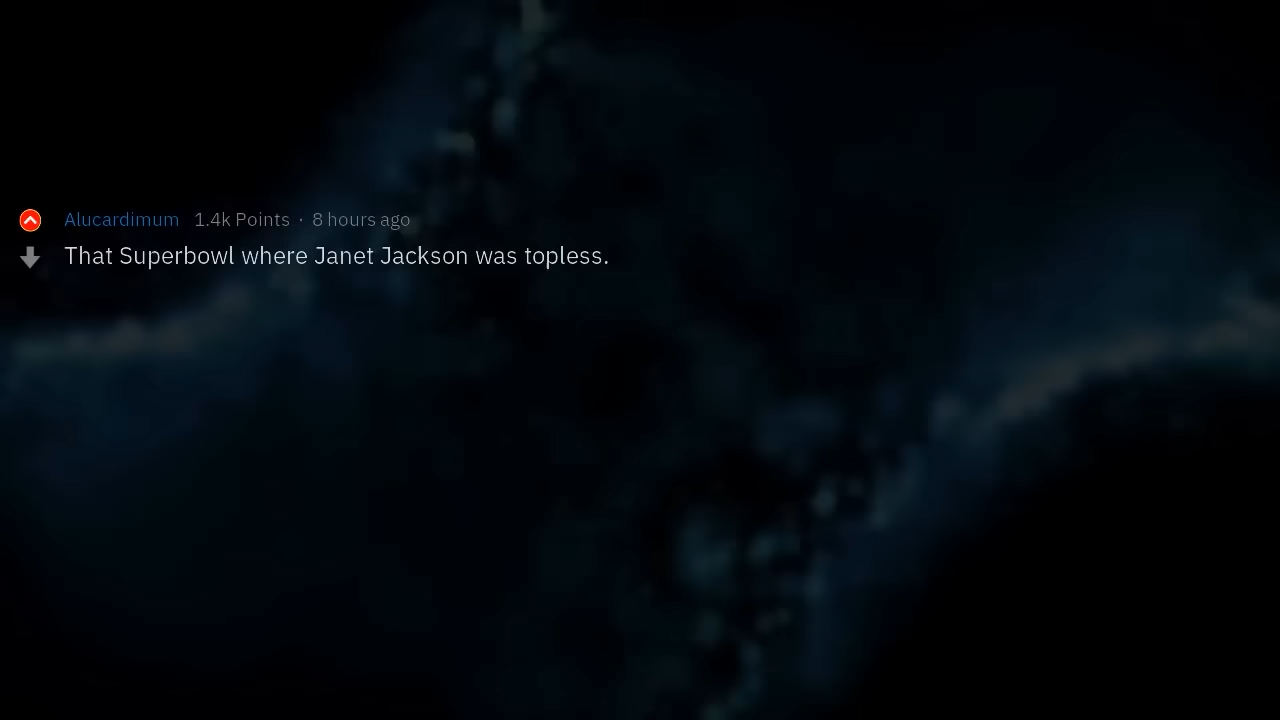 Alucardimum 1.4k Points · 8 hours ago
That Superbowl where Janet Jackson was topless.